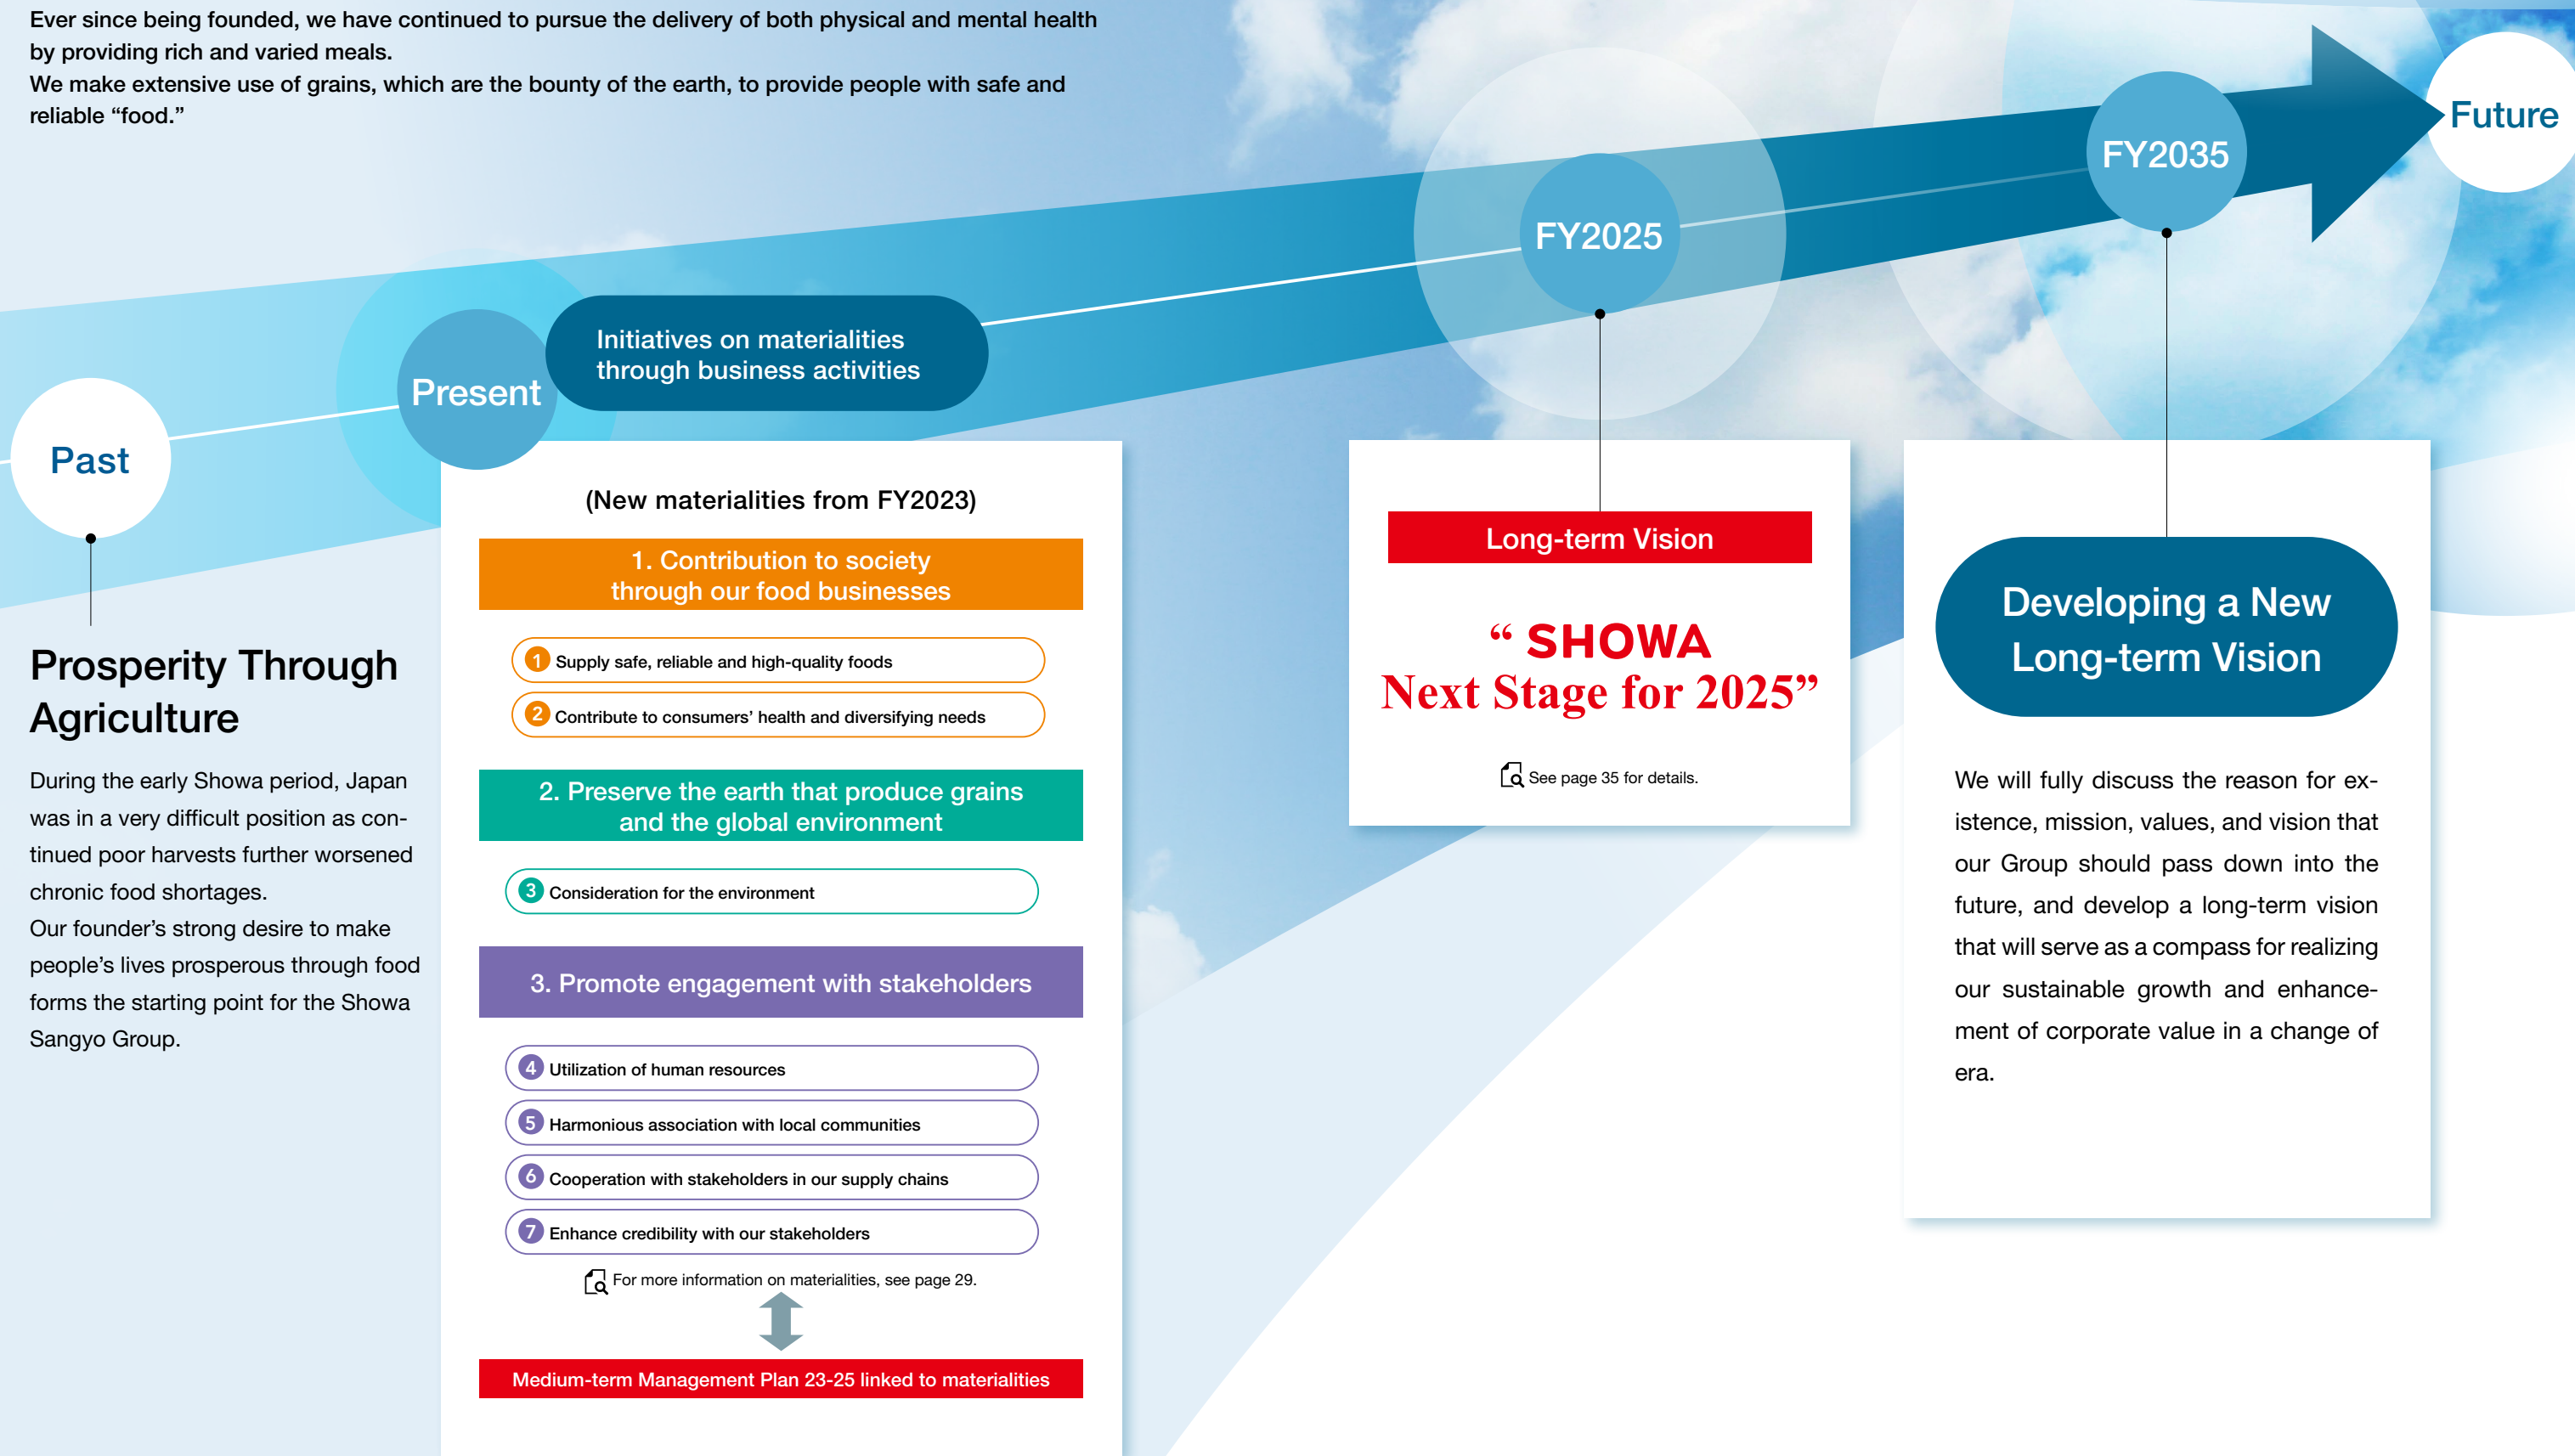 Ever since being founded, we have continued to pursue the delivery of both physical and mental health
by providing rich and varied meals.
We make extensive use of grains, which are the bounty of the earth, to provide people with safe and
reliable “food.”
Future
FY2035
FY2025
Initiatives on materialities
through business activities
Present
Past
Prosperity Through
Agriculture
During the early Showa period, Japan
was in a very difficult position as con-
tinued poor harvests further worsened
chronic food shortages.
Our founder’s strong desire to make
people’s lives prosperous through food
forms the starting point for the Showa
Sangyo Group.
(New materialities from FY2023)
1. Contribution to society
through our food businesses
1 Supply safe, reliable and high-quality foods
2 Contribute to consumers’ health and diversifying needs
2. Preserve the earth that produce grains
and the global environment
3 Consideration for the environment
3. Promote engagement with stakeholders
4 Utilization of human resources
5 Harmonious association with local communities
6 Cooperation with stakeholders in our supply chains
7 Enhance credibility with our stakeholders
For more information on materialities, see page 29.
Medium-term Management Plan 23-25 linked to materialities
Long-term Vision
“ SHOWA
Next Stage for 2025”
See page 35 for details.
Developing a New
Long-term Vision
We will fully discuss the reason for ex-
istence, mission, values, and vision that
our Group should pass down into the
future, and develop a long-term vision
that will serve as a compass for realizing
our sustainable growth and enhance-
ment of corporate value in a change of
era.